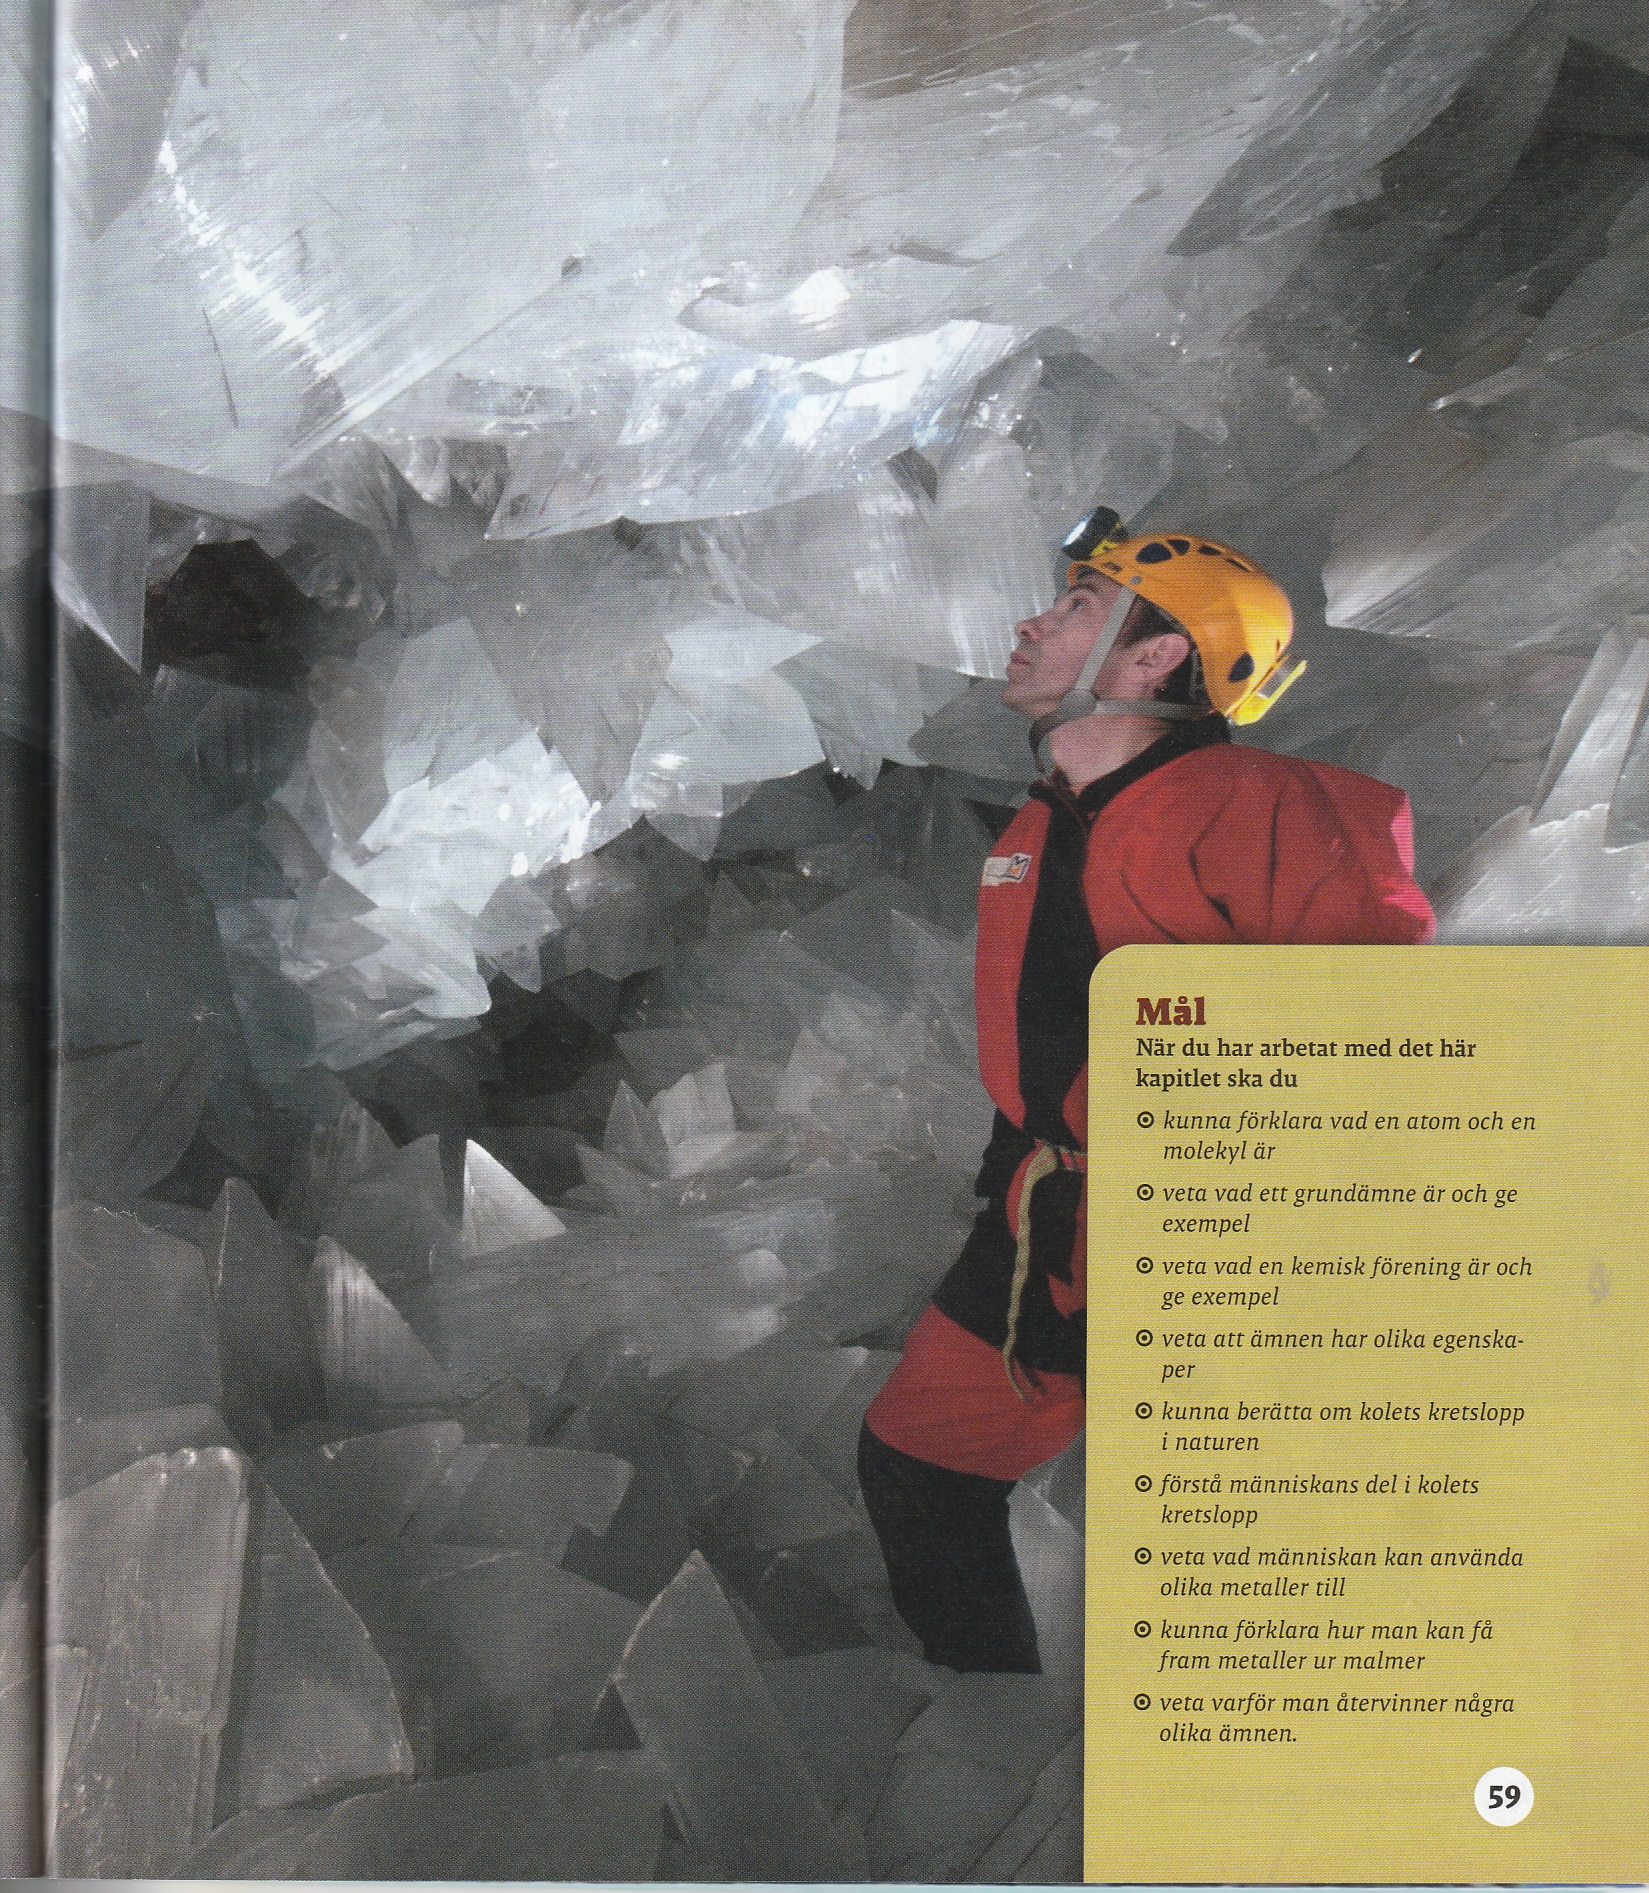 Mål
När du har arbetat med det här
kapitlet ska du
kunna förklara vad en atom och en
molekyl är
veta vad ett grundämne är och ge
exempel
veta vad en kemisk förening är och
ge exempel
veta att ämnen har olika egenska-
per
kunna berätta om kolets kretslopp
i naturen
förstå människans del i kolets
kretslopp
veta vad människan kan använda
olika metaller till
kunna förklara hur man kan få
fram metaller ur malmer
veta varför man återvinner några
olika ämnen.
59